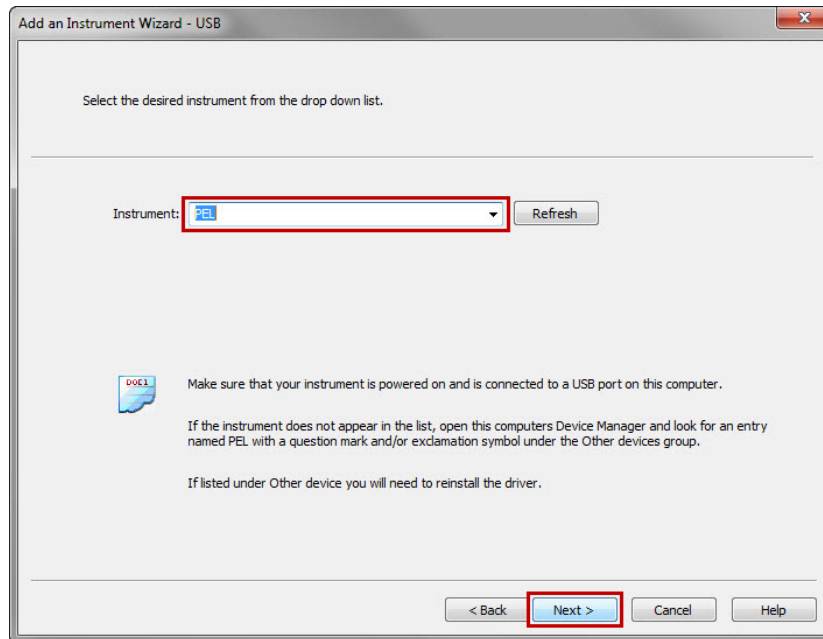 Add an Instrument Wizard - USB
Select the desired instrument from the drop down list.
Instrument: PEL Refresh
DOC1
Make sure that your instrument is powered on and is connected to a USB port on this computer.
If the instrument does not appear in the list, open this computers Device Manager and look for an entry
named PEL with a question mark and/or exclamation symbol under the Other devices group.
If listed under Other device you will need to reinstall the driver.
< Back Next > Cancel Help